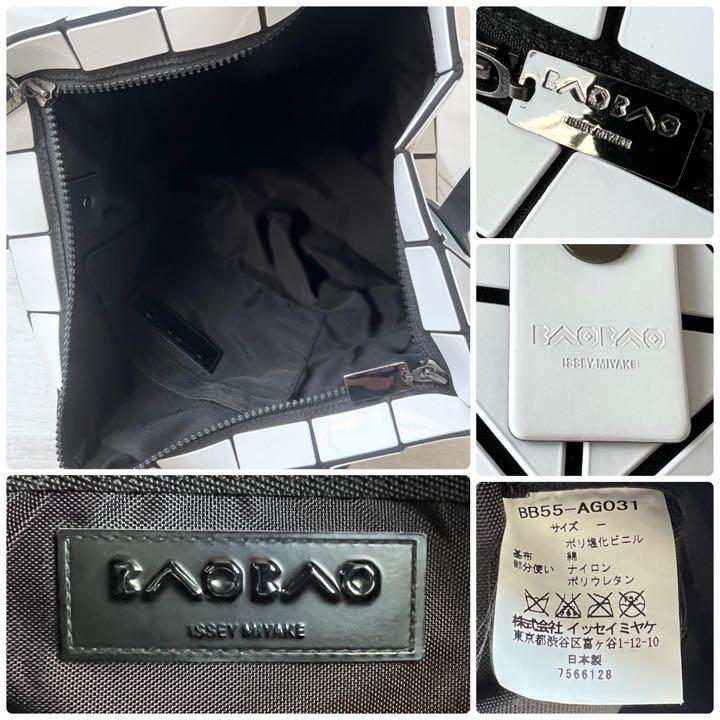 BAOBAO
ISSEY MIYAKE
BAOBAO
ISSEY MIYAKE
BAOBAO
ISSEY MIYAKE
BB55-AG031
サイズ ー
ポリ塩化ビニル
基布 綿
部分使い ナイロン
ポリウレタン
株式会社 イッセイミヤケ
東京都渋谷区富ヶ谷1-12-10
日本製
7566128